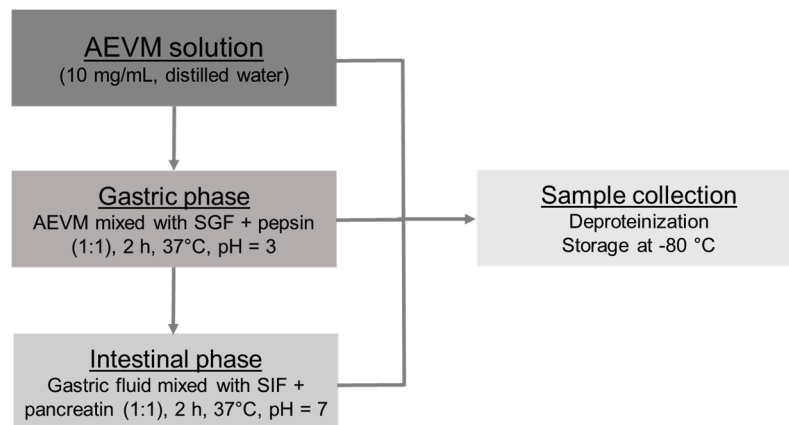 AEVM solution
(10 mg/mL, distilled water)
Gastric phase
AEVM mixed with SGF + pepsin
(1:1), 2 h, 37°C, pH = 3
Sample collection
Deproteinization
Storage at -80 °C
Intestinal phase
Gastric fluid mixed with SIF +
pancreatin (1:1), 2 h, 37°C, pH = 7